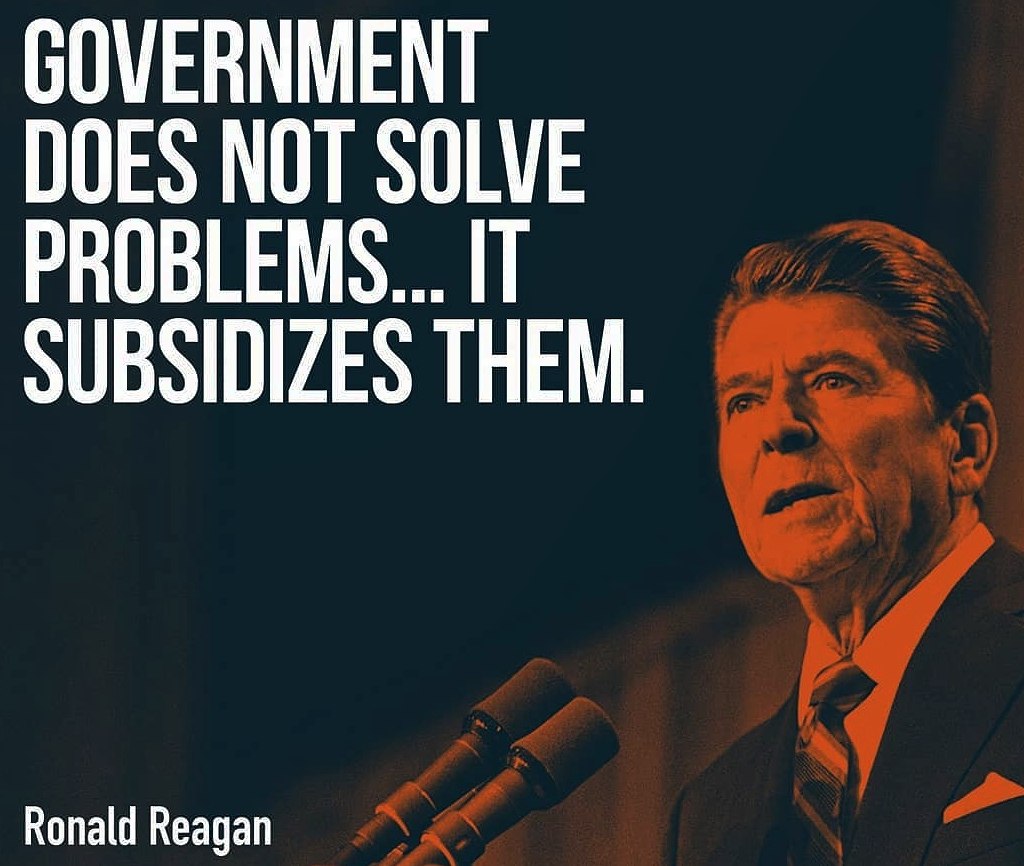 GOVERNMENT
DOES NOT SOLVE
PROBLEMS... IT
SUBSIDIZES THEM.
Ronald Reagan